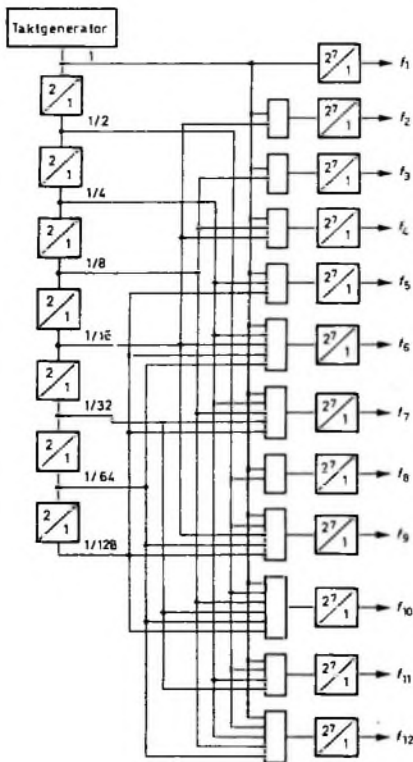 Taktgenerator
1
2⁷ 1 f1
2 1
1/2
2⁷ 1 f2
2 1
2⁷ 1 f3
1/4
2⁷ 1 f4
2 1
1/8
2⁷ 1 f5
2 1
1/16
2⁷ 1 f6
2 1
1/32
2⁷ 1 f7
2 1
1/64
2⁷ 1 f8
2 1
2⁷ 1 f9
1/128
2⁷ 1 f10
2⁷ 1 f11
2⁷ 1 f12